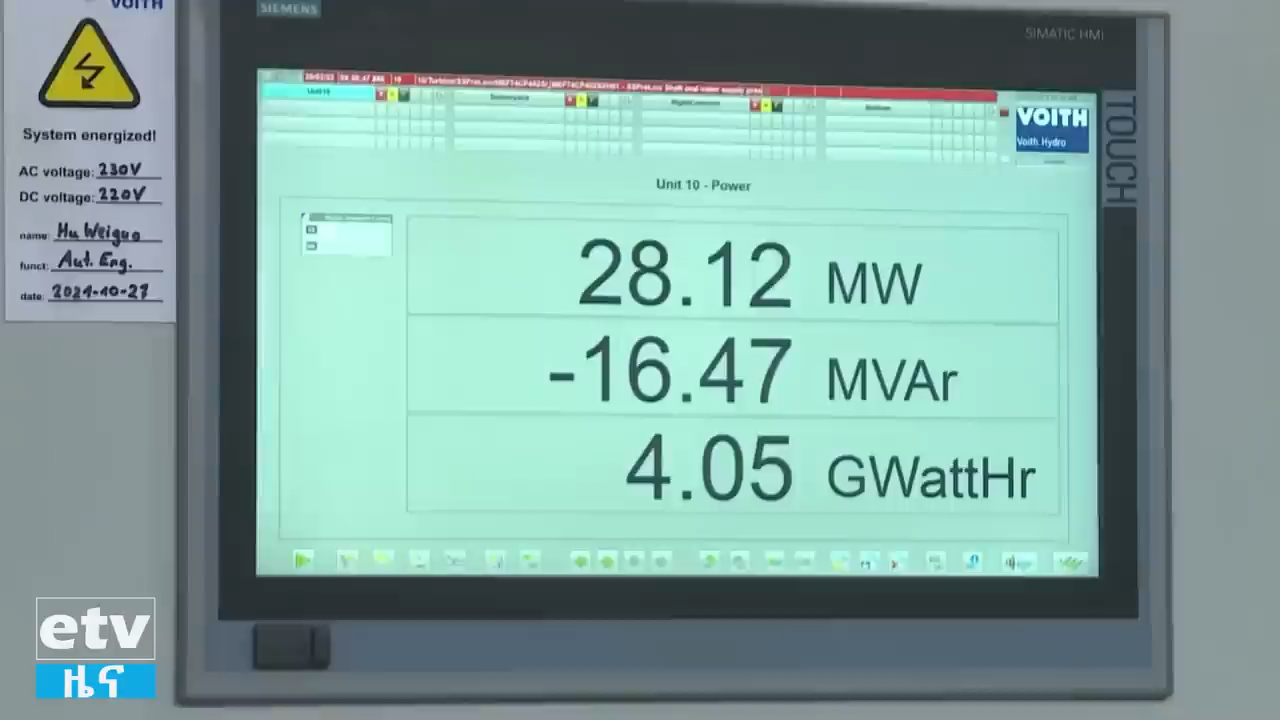 VOITH
SIEMENS
SIMATIC HMI
TOUCH
System energized!
AC voltage: 230V
DC voltage: 220V
name: Hu Weiguo
funct: Aut. Eng.
date: 2021-10-27
VOITH
Voith Hydro
Unit 10 - Power
28.12 MW
-16.47 MVAr
4.05 GWattHr
etv
ዜና